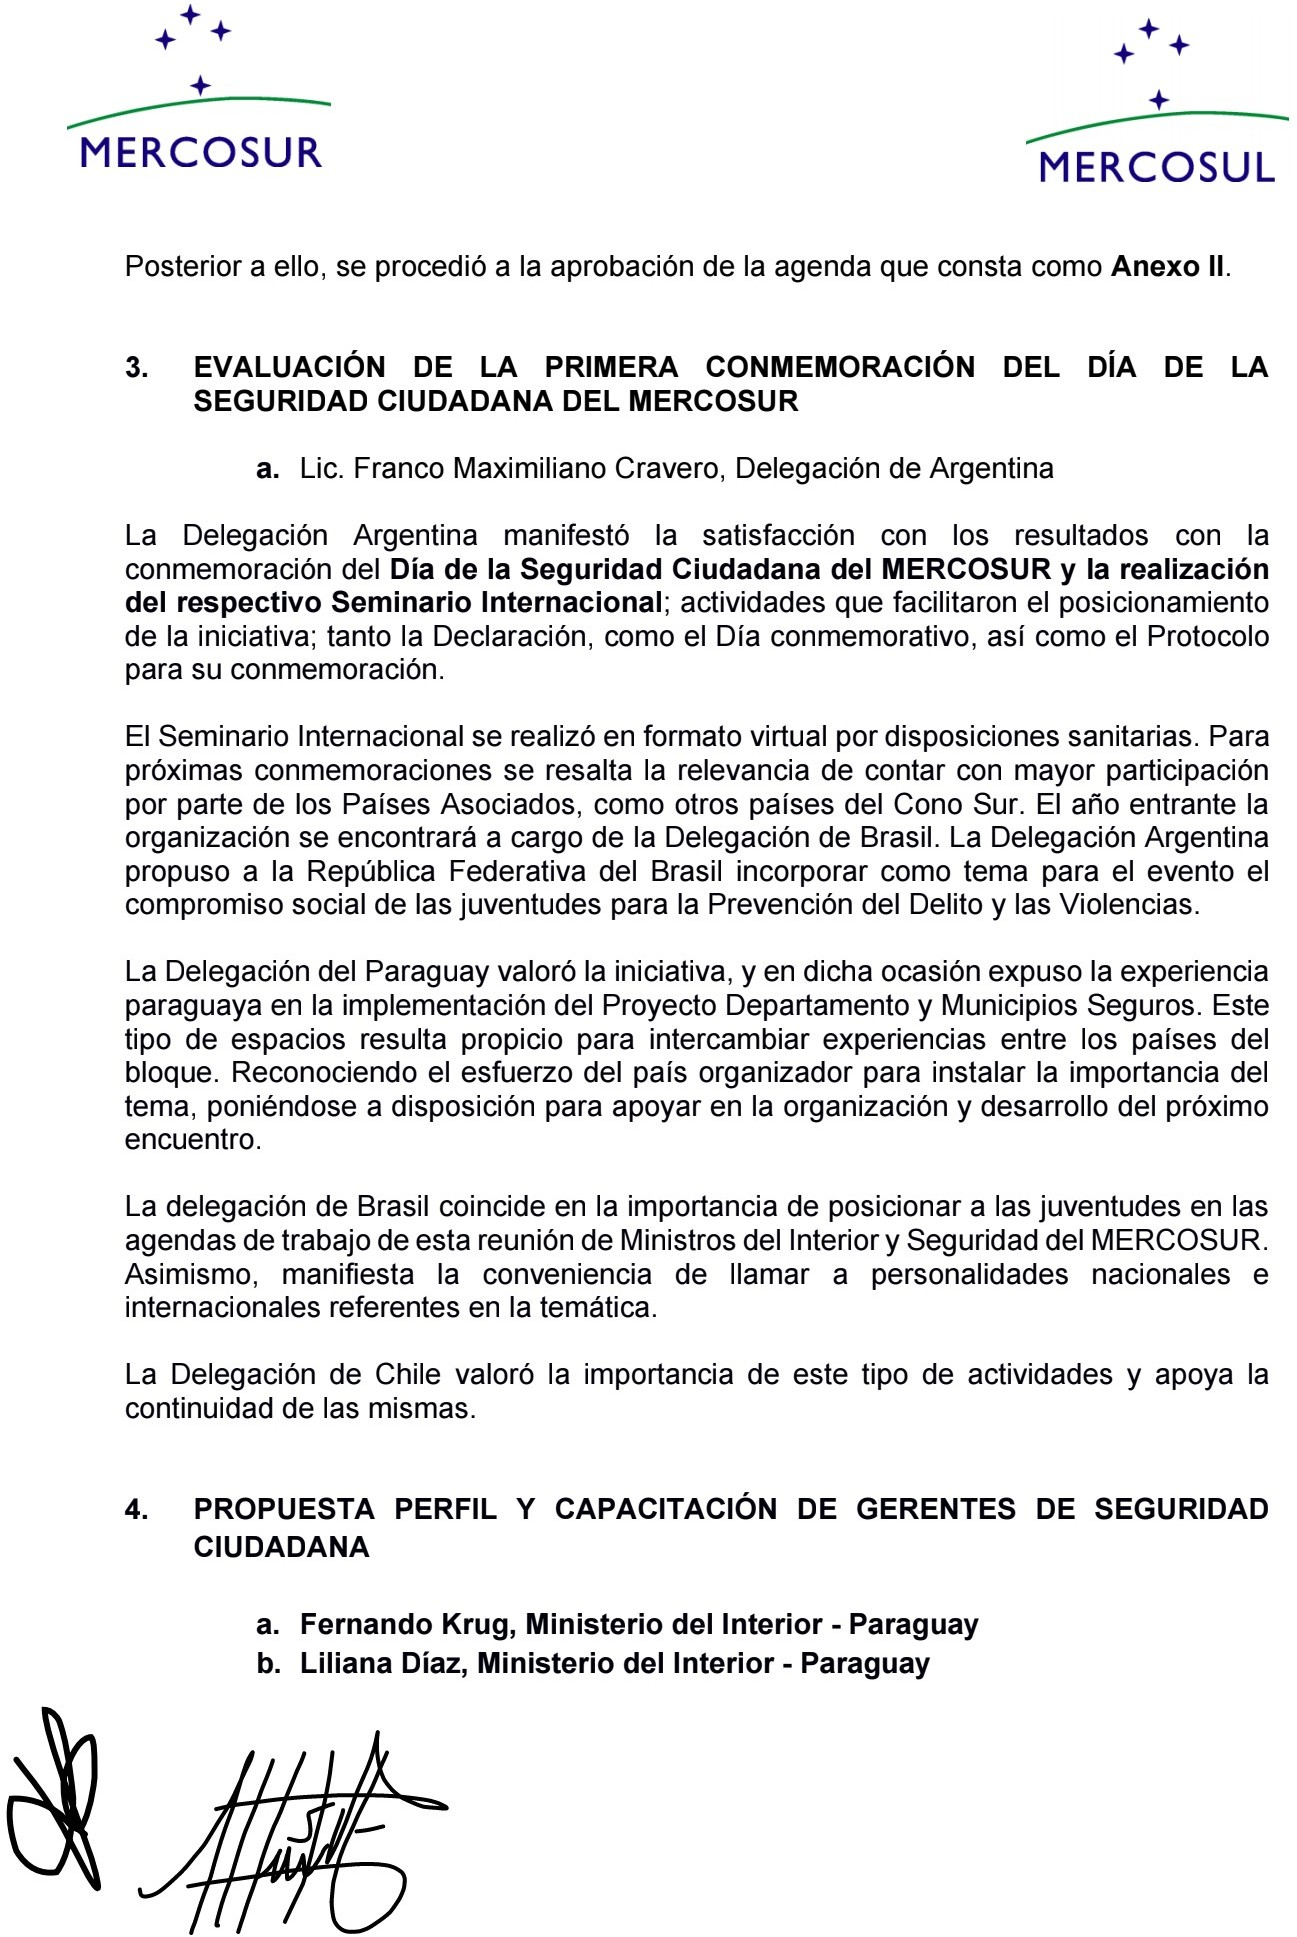 MERCOSUR
MERCOSUL
Posterior a ello, se procedió a la aprobación de la agenda que consta como Anexo II.
3. EVALUACIÓN DE LA PRIMERA CONMEMORACIÓN DEL DÍA DE LA
SEGURIDAD CIUDADANA DEL MERCOSUR
a. Lic. Franco Maximiliano Cravero, Delegación de Argentina
La Delegación Argentina manifestó la satisfacción con los resultados con la
conmemoración del Día de la Seguridad Ciudadana del MERCOSUR y la realización
del respectivo Seminario Internacional; actividades que facilitaron el posicionamiento
de la iniciativa; tanto la Declaración, como el Día conmemorativo, así como el Protocolo
para su conmemoración.
El Seminario Internacional se realizó en formato virtual por disposiciones sanitarias. Para
próximas conmemoraciones se resalta la relevancia de contar con mayor participación
por parte de los Países Asociados, como otros países del Cono Sur. El año entrante la
organización se encontrará a cargo de la Delegación de Brasil. La Delegación Argentina
propuso a la República Federativa del Brasil incorporar como tema para el evento el
compromiso social de las juventudes para la Prevención del Delito y las Violencias.
La Delegación del Paraguay valoró la iniciativa, y en dicha ocasión expuso la experiencia
paraguaya en la implementación del Proyecto Departamento y Municipios Seguros. Este
tipo de espacios resulta propicio para intercambiar experiencias entre los países del
bloque. Reconociendo el esfuerzo del país organizador para instalar la importancia del
tema, poniéndose a disposición para apoyar en la organización y desarrollo del próximo
encuentro.
La delegación de Brasil coincide en la importancia de posicionar a las juventudes en las
agendas de trabajo de esta reunión de Ministros del Interior y Seguridad del MERCOSUR.
Asimismo, manifiesta la conveniencia de llamar a personalidades nacionales e
internacionales referentes en la temática.
La Delegación de Chile valoró la importancia de este tipo de actividades y apoya la
continuidad de las mismas.
4. PROPUESTA PERFIL Y CAPACITACIÓN DE GERENTES DE SEGURIDAD
CIUDADANA
a. Fernando Krug, Ministerio del Interior - Paraguay
b. Liliana Díaz, Ministerio del Interior - Paraguay